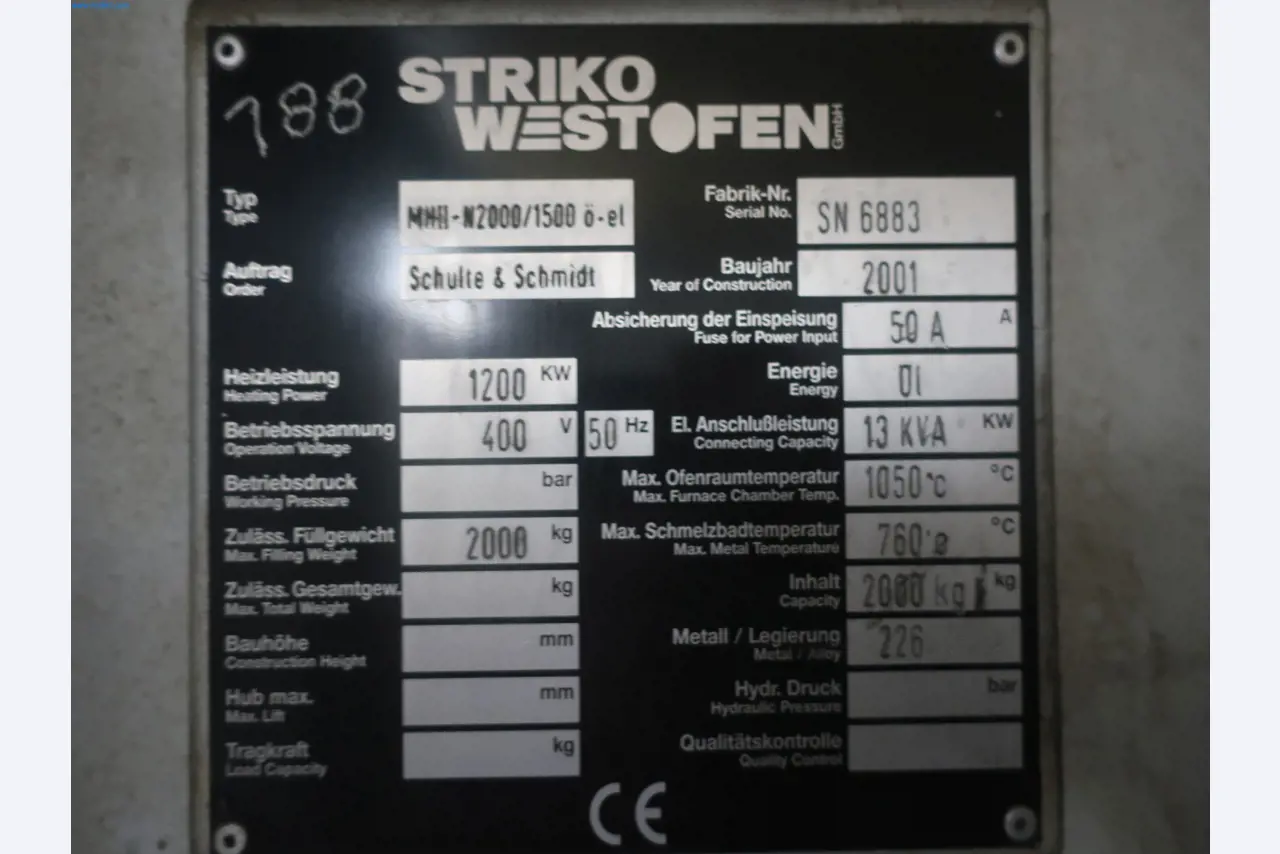 188
STRIKO
WESTOFEN GmbH
Typ
Type
MHII-N2000/1500 ö-el
Fabrik-Nr.
Serial No.
SN 6883
Auftrag
Order
Schulte & Schmidt
Baujahr
Year of Construction
2001
Absicherung der Einspeisung
Fuse for Power Input
50 A A
Heizleistung
Heating Power
1200 KW
Energie
Energy
Öl
Betriebsspannung
Operation Voltage
400 V 50 Hz
El. Anschlußleistung
Connecting Capacity
13 KVA KW
Betriebsdruck
Working Pressure
bar
Max. Ofenraumtemperatur
Max. Furnace Chamber Temp.
1050°C °C
Zuläss. Füllgewicht
Max. Filling Weight
2000 kg
Max. Schmelzbadtemperatur
Max. Metal Temperature
760 °C
Zuläss. Gesamtgew.
Max. Total Weight
kg
Inhalt
Capacity
2000 kg kg
Bauhöhe
Construction Height
mm
Metall / Legierung
Metal / Alloy
226
Hub max.
Max. Lift
mm
Hydr. Druck
Hydraulic Pressure
bar
Tragkraft
Load Capacity
kg
Qualitätskontrolle
Quality Control
CE